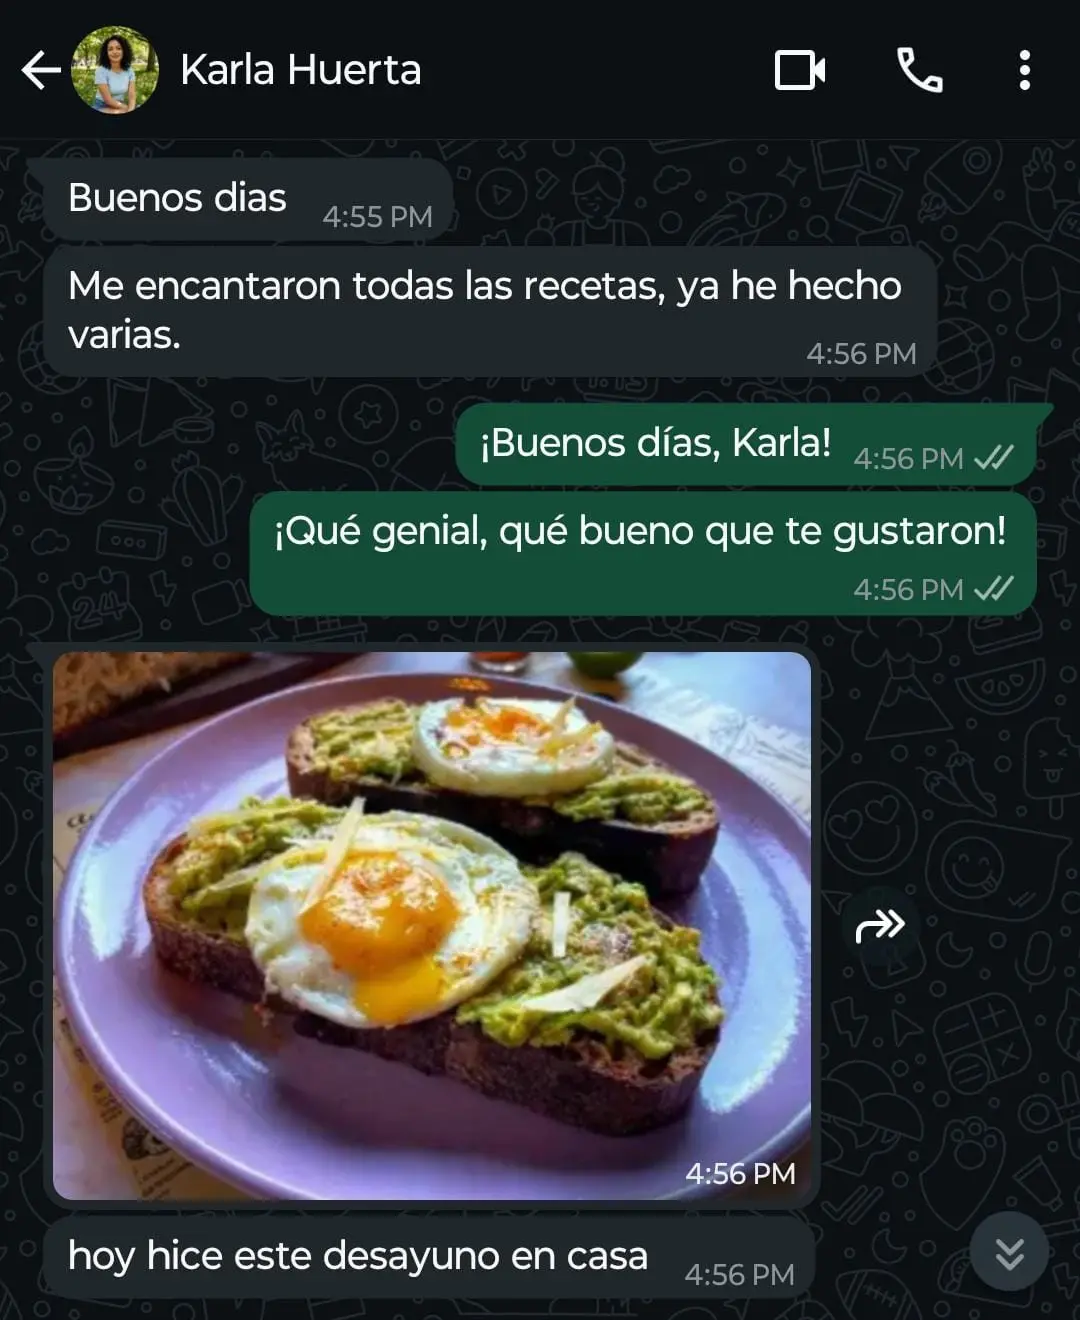 Karla Huerta
Buenos dias
4:55 PM
Me encantaron todas las recetas, ya he hecho
varias.
4:56 PM
¡Buenos días, Karla!
4:56 PM
¡Qué genial, qué bueno que te gustaron!
4:56 PM
4:56 PM
hoy hice este desayuno en casa
4:56 PM